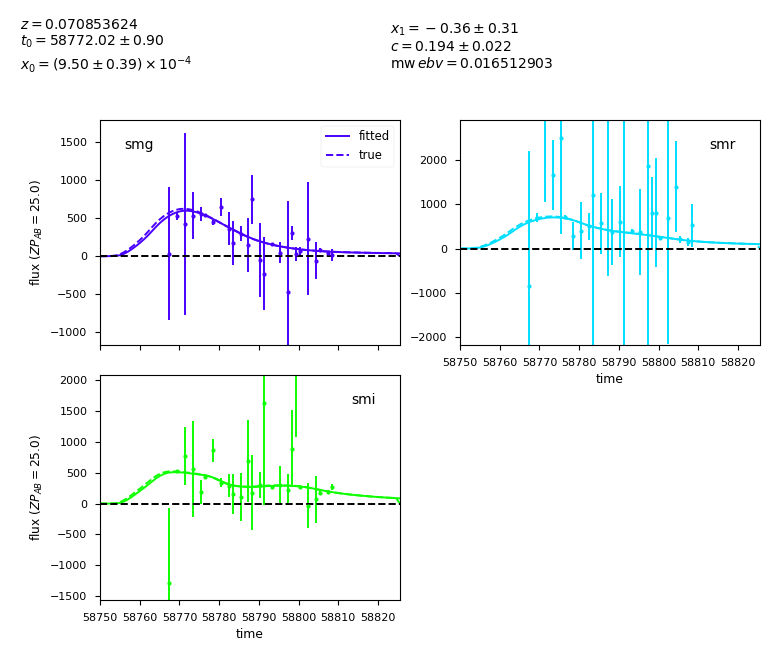 z = 0.070853624
t₀ = 58772.02 ± 0.90
x₀ = (9.50 ± 0.39) × 10⁻⁴
x₁ = −0.36 ± 0.31
c = 0.194 ± 0.022
mwebv = 0.016512903
smg
fitted
true
1500
1000
500
0
−500
−1000
flux (ZP_AB = 25.0)
smr
2000
1000
0
−1000
−2000
58750 58760 58770 58780 58790 58800 58810 58820
time
smi
2000
1500
1000
500
0
−500
−1000
−1500
flux (ZP_AB = 25.0)
58750 58760 58770 58780 58790 58800 58810 58820
time